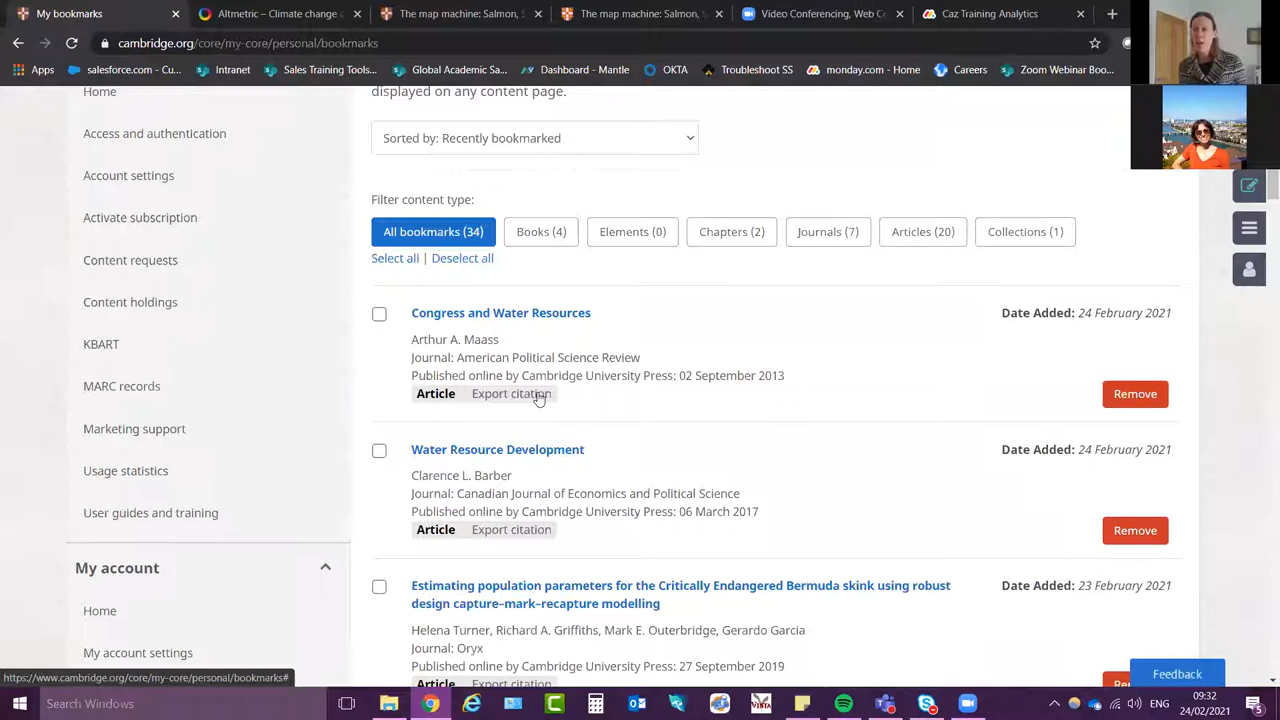 My bookmarks
Altmetric – Climate change
The map machine: Salmon, S
The map machine: Salmon,
Video Conferencing, Web C
Caz Training Analytics
cambridge.org/core/my-core/personal/bookmarks
Apps
salesforce.com - Cu...
Intranet
Sales Training Tools...
Global Academic Sa...
Dashboard - Mantle
OKTA
Troubleshoot SS
monday.com - Home
Careers
Zoom Webinar Boo...
Home
Access and authentication
Account settings
Activate subscription
Content requests
Content holdings
KBART
MARC records
Marketing support
Usage statistics
User guides and training
My account
Home
My account settings
displayed on any content page.
Sorted by: Recently bookmarked
Filter content type:
All bookmarks (34)
Books (4)
Elements (0)
Chapters (2)
Journals (7)
Articles (20)
Collections (1)
Select all | Deselect all
Congress and Water Resources
Date Added: 24 February 2021
Arthur A. Maass
Journal: American Political Science Review
Published online by Cambridge University Press: 02 September 2013
Article Export citation
Remove
Water Resource Development
Date Added: 24 February 2021
Clarence L. Barber
Journal: Canadian Journal of Economics and Political Science
Published online by Cambridge University Press: 06 March 2017
Article Export citation
Remove
Estimating population parameters for the Critically Endangered Bermuda skink using robust
design capture–mark–recapture modelling
Date Added: 23 February 2021
Helena Turner, Richard A. Griffiths, Mark E. Outerbridge, Gerardo Garcia
Journal: Oryx
Published online by Cambridge University Press: 27 September 2019
Article Export citation
Feedback
https://www.cambridge.org/core/my-core/personal/bookmarks#
Search Windows
VISTA
09:32
24/02/2021
5